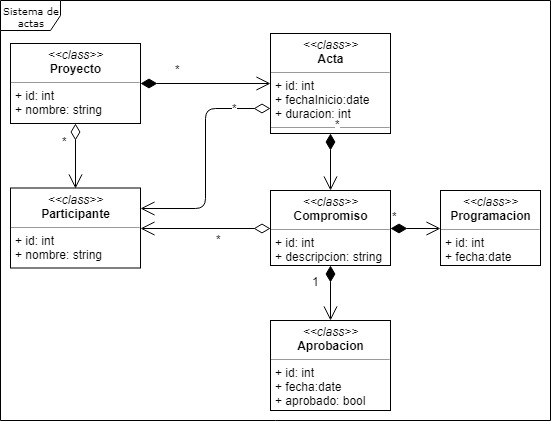 Sistema de
actas
<<class>>
Proyecto
+ id: int
+ nombre: string
*
<<class>>
Acta
+ id: int
+ fechaInicio:date
+ duracion: int
*
*
*
<<class>>
Participante
+ id: int
+ nombre: string
*
<<class>>
Compromiso
+ id: int
+ descripcion: string
*
<<class>>
Programacion
+ id: int
+ fecha:date
1
<<class>>
Aprobacion
+ id: int
+ fecha:date
+ aprobado: bool